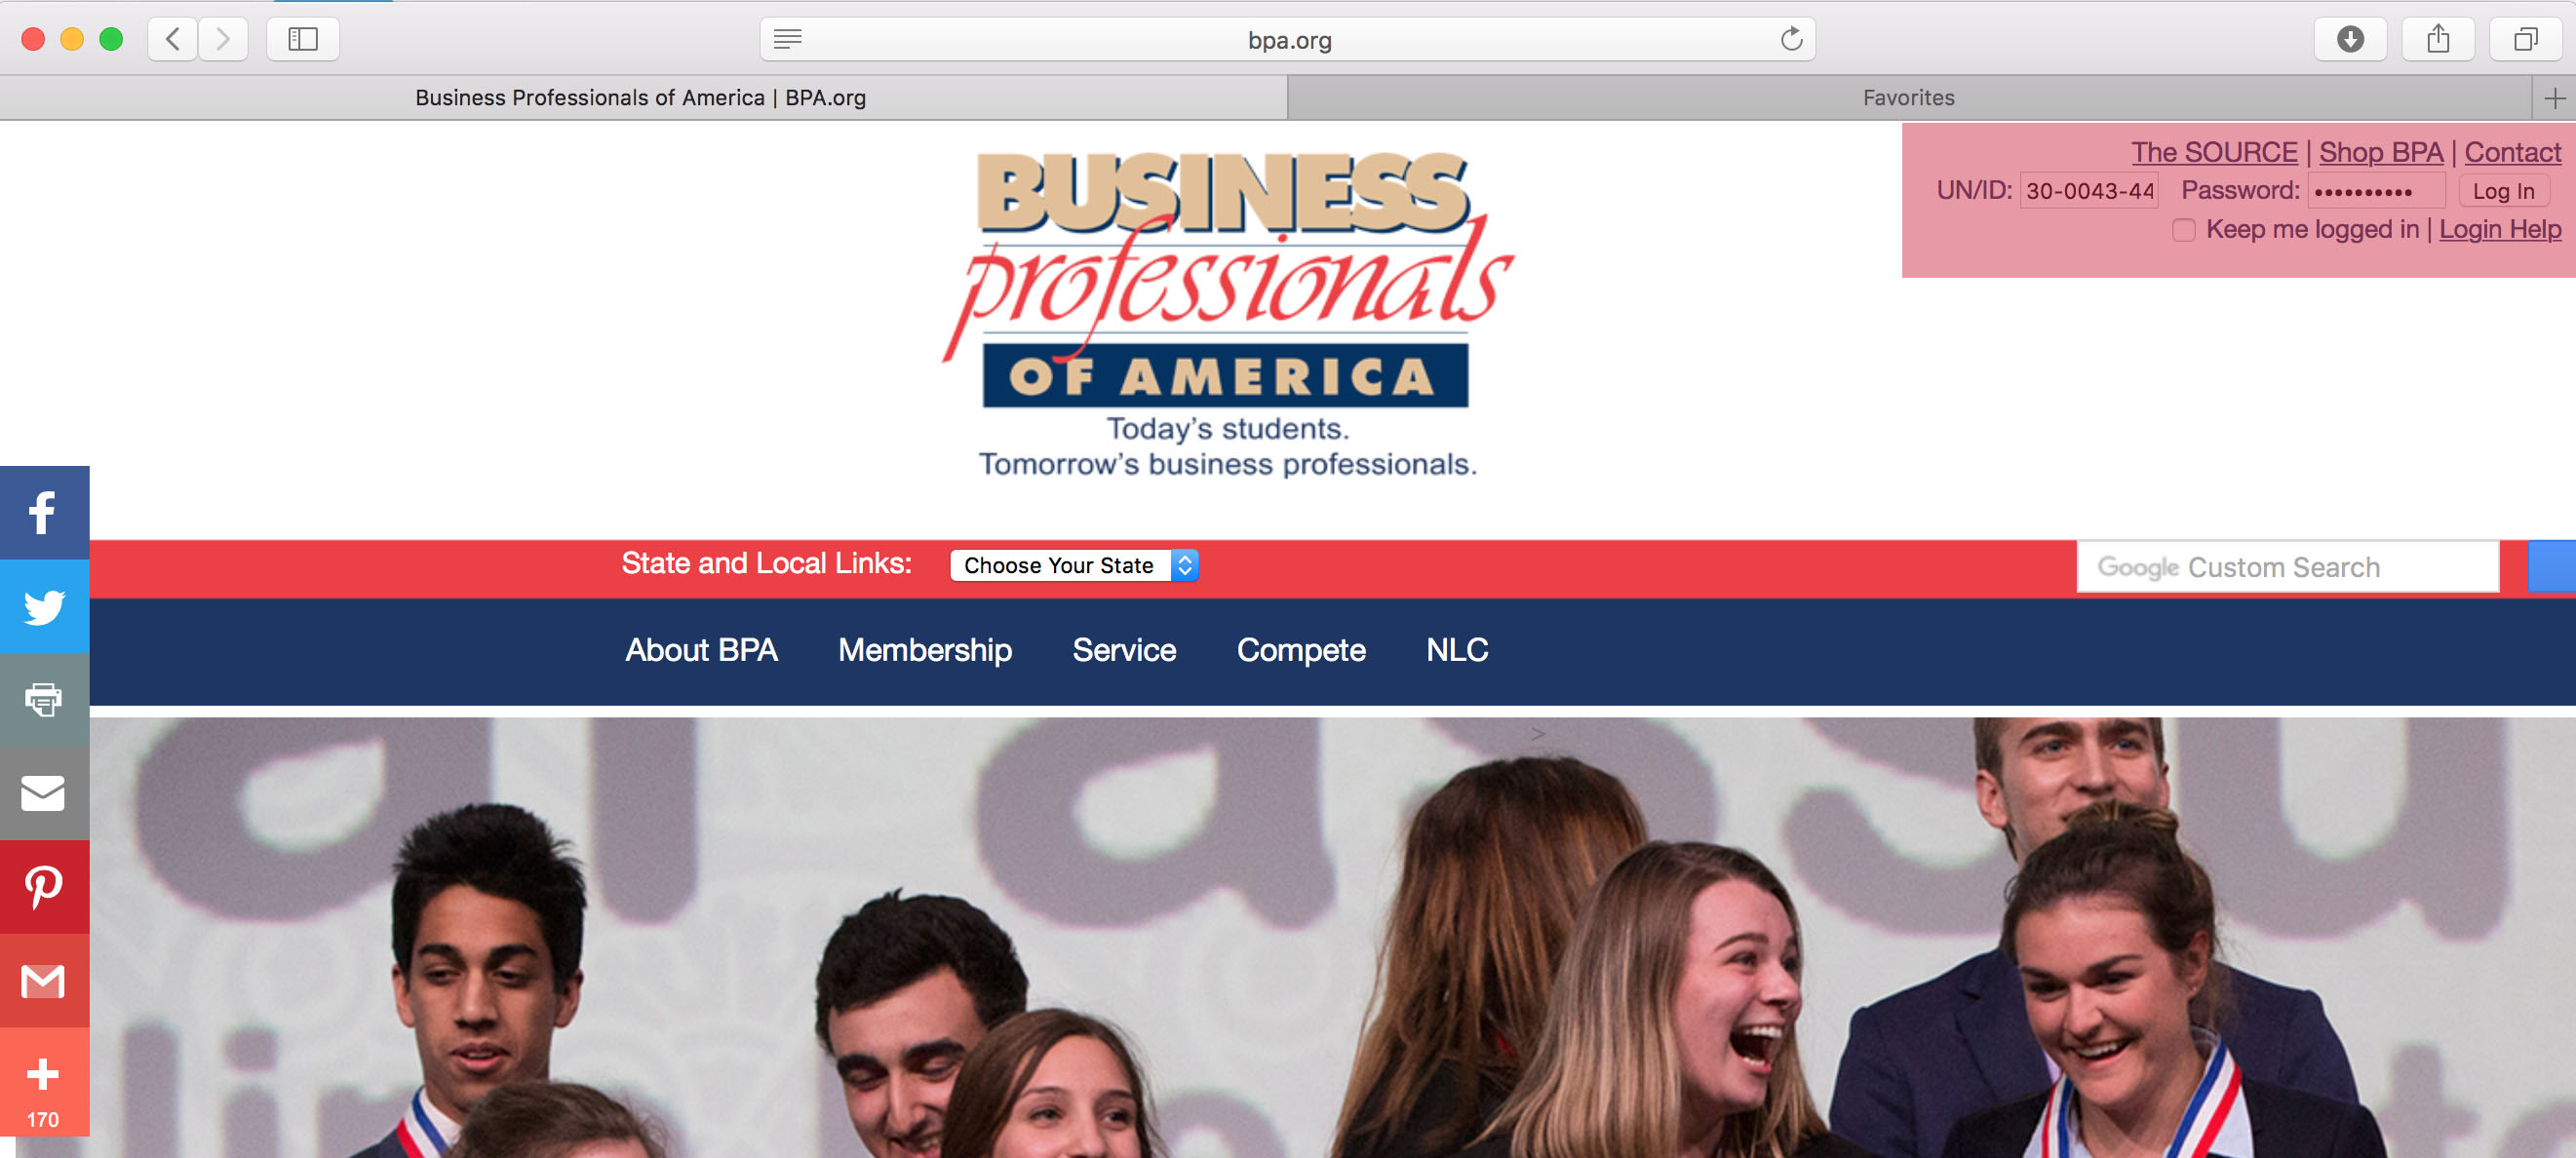 bpa.org
Business Professionals of America | BPA.org
Favorites
The SOURCE | Shop BPA | Contact
UN/ID: 30-0043-44 Password: •••••••••• Log In
Keep me logged in | Login Help
BUSINESS
professionals
OF AMERICA
Today's students.
Tomorrow's business professionals.
State and Local Links: Choose Your State
Google Custom Search
About BPA Membership Service Compete NLC
>
170